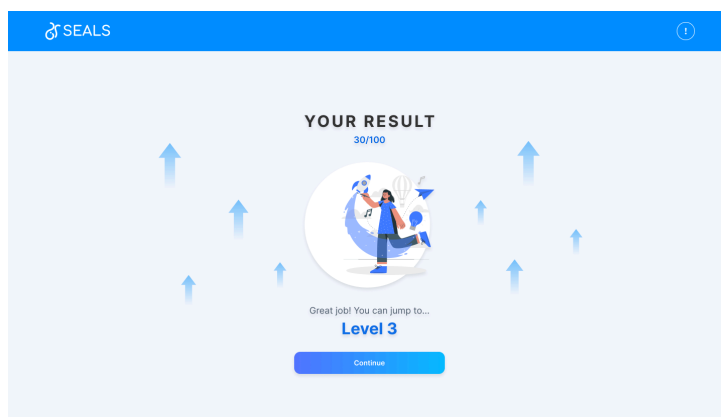 SEALS
!
YOUR RESULT
30/100
Great job! You can jump to...
Level 3
Continue